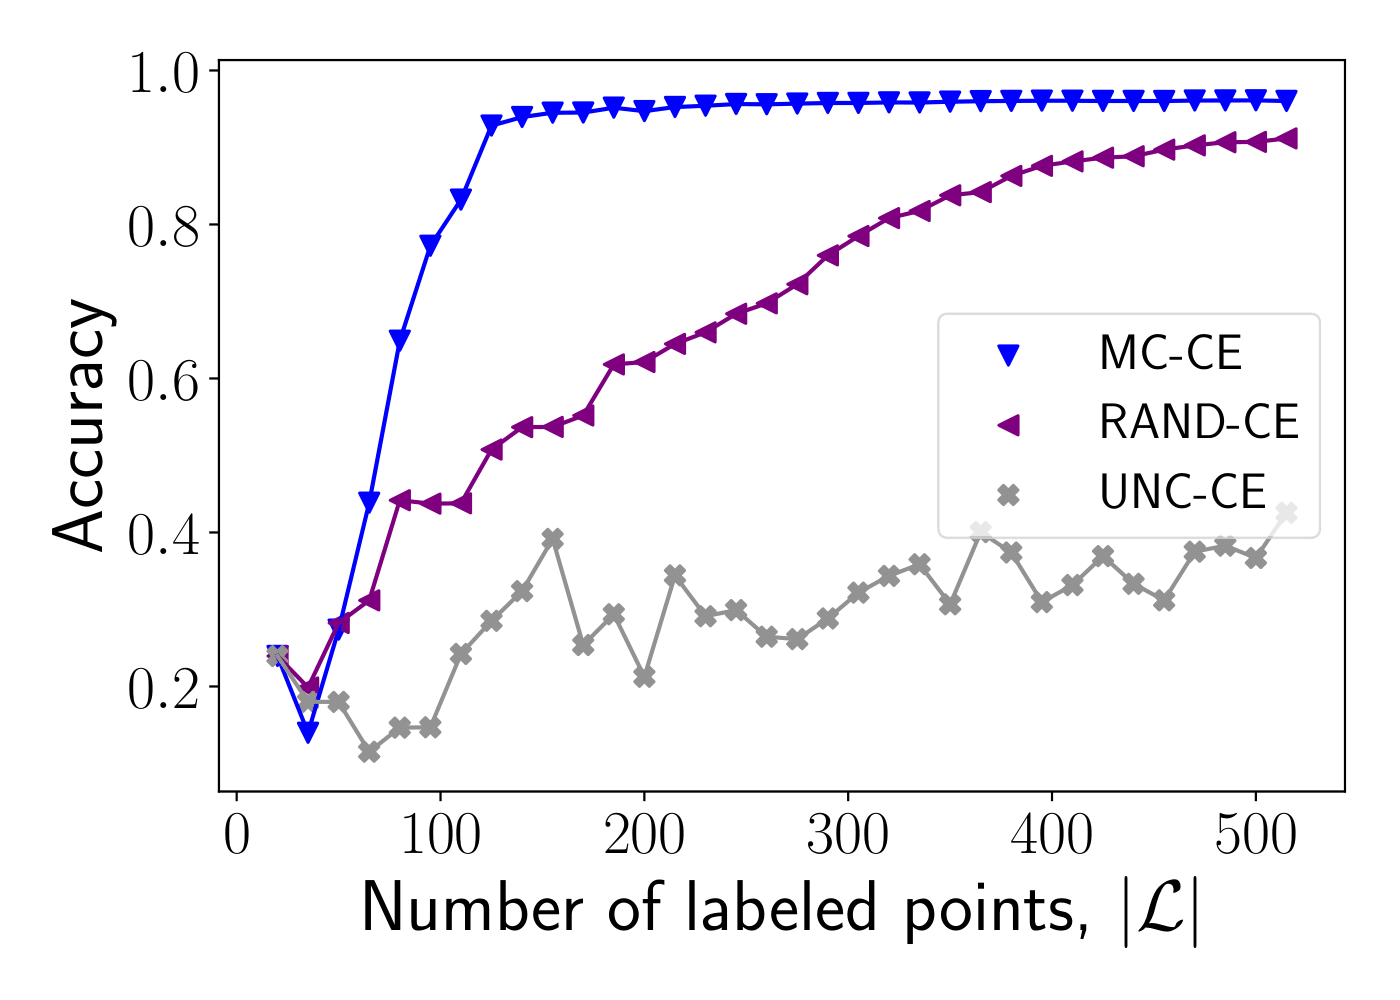 1.0
0.8
0.6
0.4
0.2
Accuracy
MC-CE
RAND-CE
UNC-CE
0 100 200 300 400 500
Number of labeled points, |ℒ|